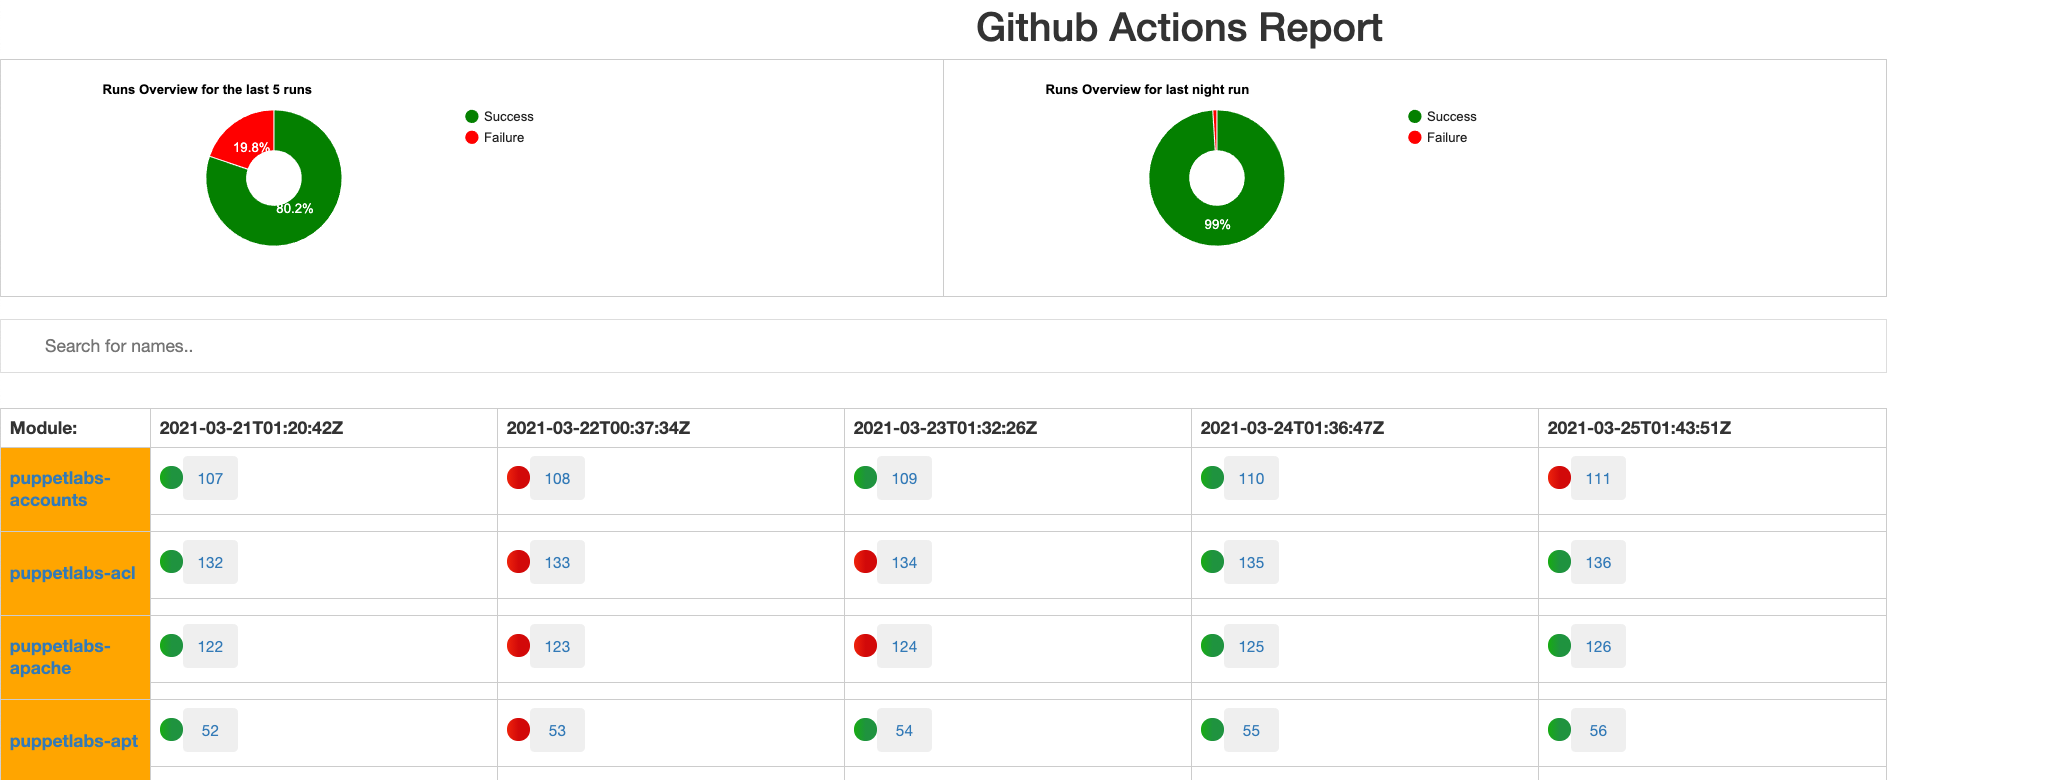 Github Actions Report
Runs Overview for the last 5 runs
Success
Failure
19.8%
80.2%
Runs Overview for last night run
Success
Failure
99%
Search for names..
Module: 2021-03-21T01:20:42Z 2021-03-22T00:37:34Z 2021-03-23T01:32:26Z 2021-03-24T01:36:47Z 2021-03-25T01:43:51Z
puppetlabs-
accounts
107 108 109 110 111
puppetlabs-acl 132 133 134 135 136
puppetlabs-
apache
122 123 124 125 126
puppetlabs-apt 52 53 54 55 56